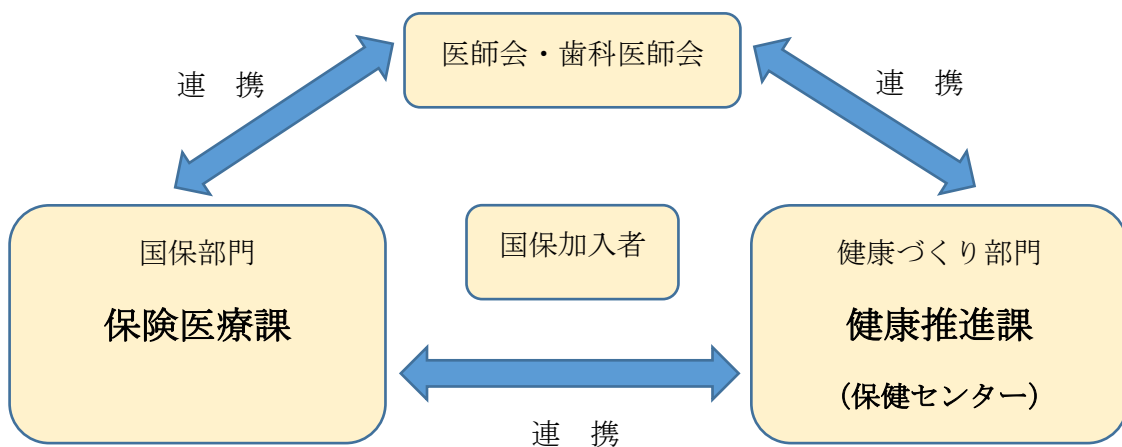 医師会・歯科医師会
連　携
連　携
国保部門
保険医療課
国保加入者
健康づくり部門
健康推進課
（保健センター）
連　携